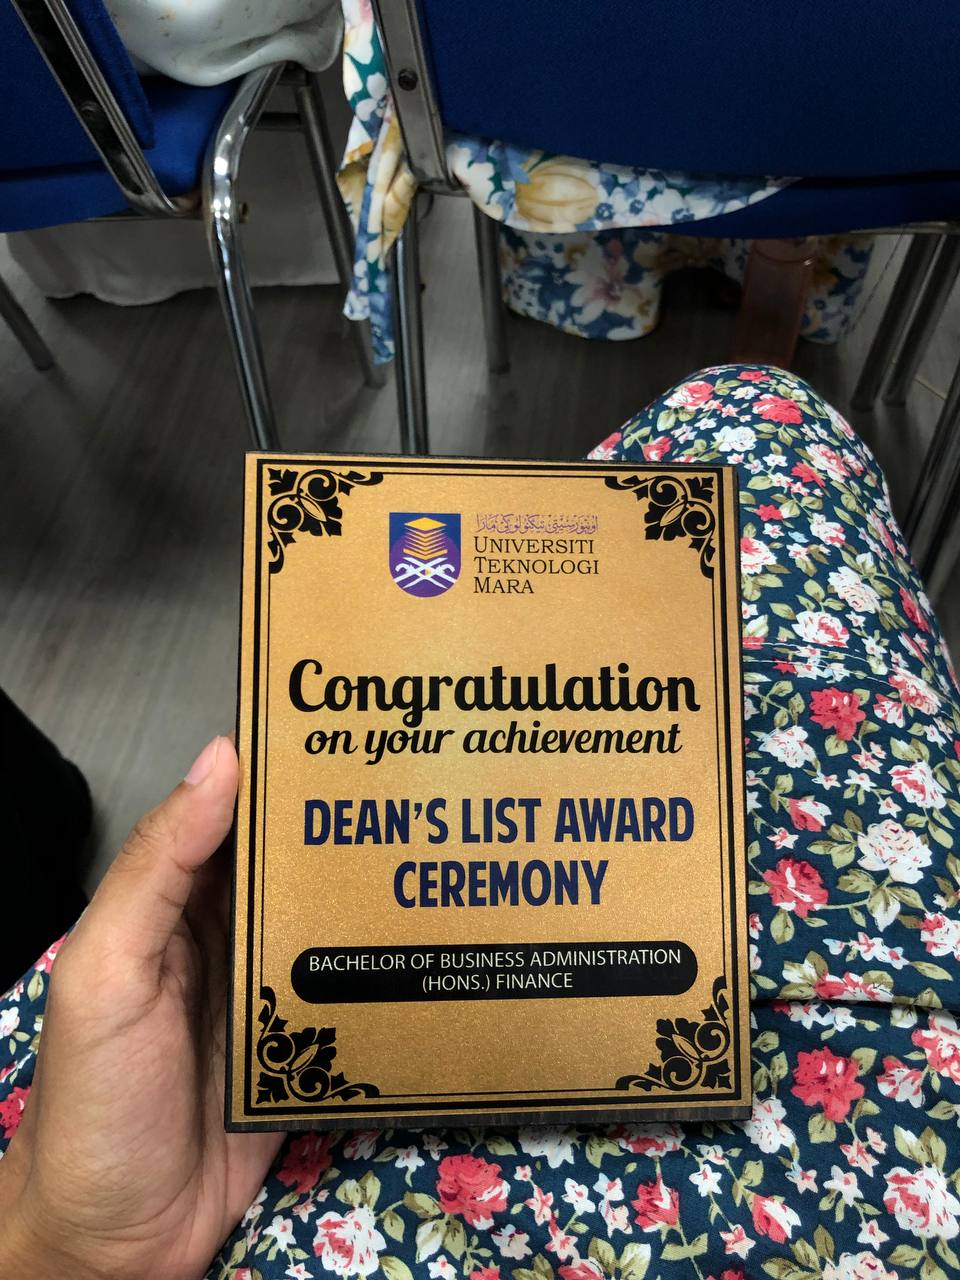 اونيۏرسيتي تيكنولوڬي مارا
UNIVERSITI
TEKNOLOGI
MARA
Congratulation
on your achievement
DEAN'S LIST AWARD
CEREMONY
BACHELOR OF BUSINESS ADMINISTRATION
(HONS.) FINANCE